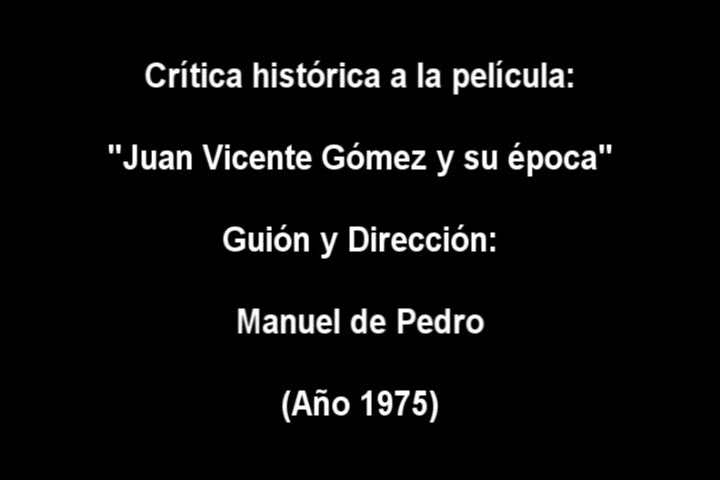 Crítica histórica a la película:
"Juan Vicente Gómez y su época"
Guión y Dirección:
Manuel de Pedro
(Año 1975)